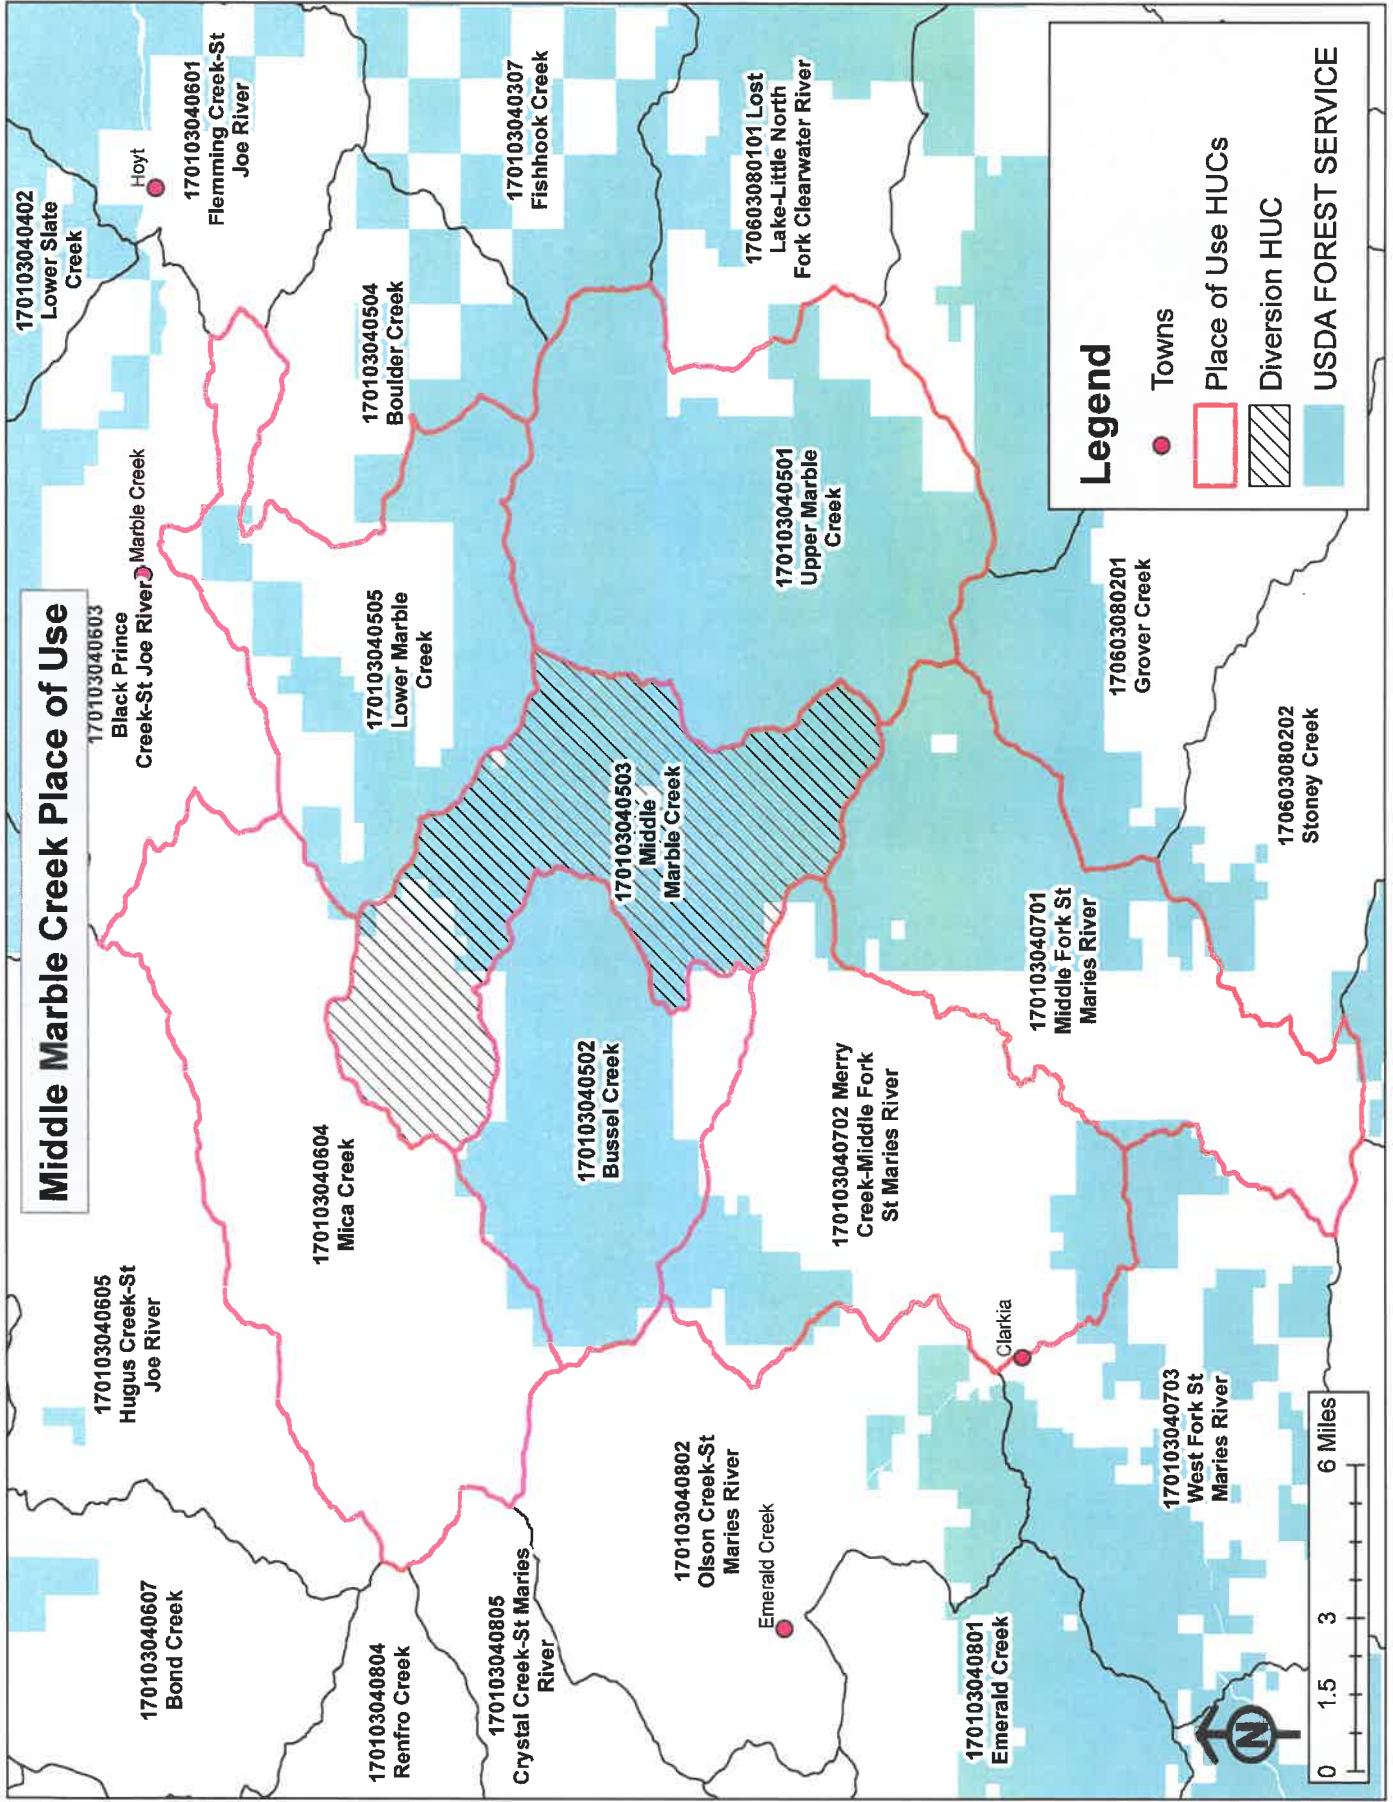 Middle Marble Creek Place of Use
170103040605
Hugus Creek-St
Joe River
170103040603
Black Prince
Creek-St Joe River
Marble Creek
170103040402
Lower Slate
Creek
Hoyt
170103040601
Flemming Creek-St
Joe River
170103040607
Bond Creek
170103040604
Mica Creek
170103040505
Lower Marble
Creek
170103040504
Boulder Creek
170103040307
Fishhook Creek
170103040804
Renfro Creek
170103040805
Crystal Creek-St Maries
River
170103040502
Bussel Creek
170103040503
Middle
Marble Creek
170103040802
Olson Creek-St
Maries River
Emerald Creek
170103040702 Merry
Creek-Middle Fork
St Maries River
170103040501
Upper Marble
Creek
170603080101 Lost
Lake-Little North
Fork Clearwater River
170103040801
Emerald Creek
Clarkia
170103040701
Middle Fork St
Maries River
170603080201
Grover Creek
170103040703
West Fork St
Maries River
170603080202
Stoney Creek
Legend
Towns
Place of Use HUCs
Diversion HUC
USDA FOREST SERVICE
N
0 1.5 3 6 Miles